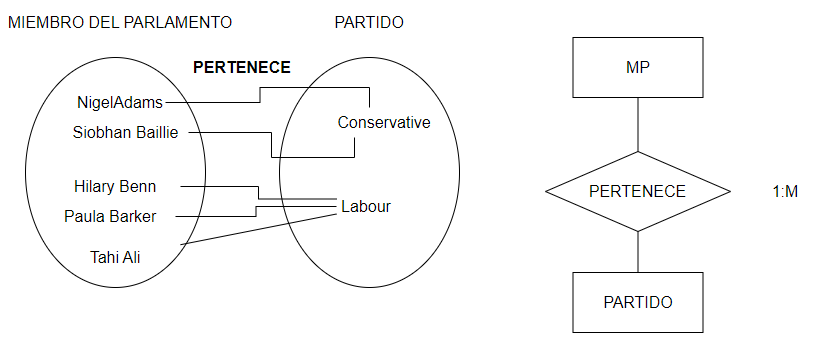 MIEMBRO DEL PARLAMENTO
PARTIDO
PERTENECE
NigelAdams
Siobhan Baillie
Hilary Benn
Paula Barker
Tahi Ali
Conservative
Labour
MP
PERTENECE
1:M
PARTIDO